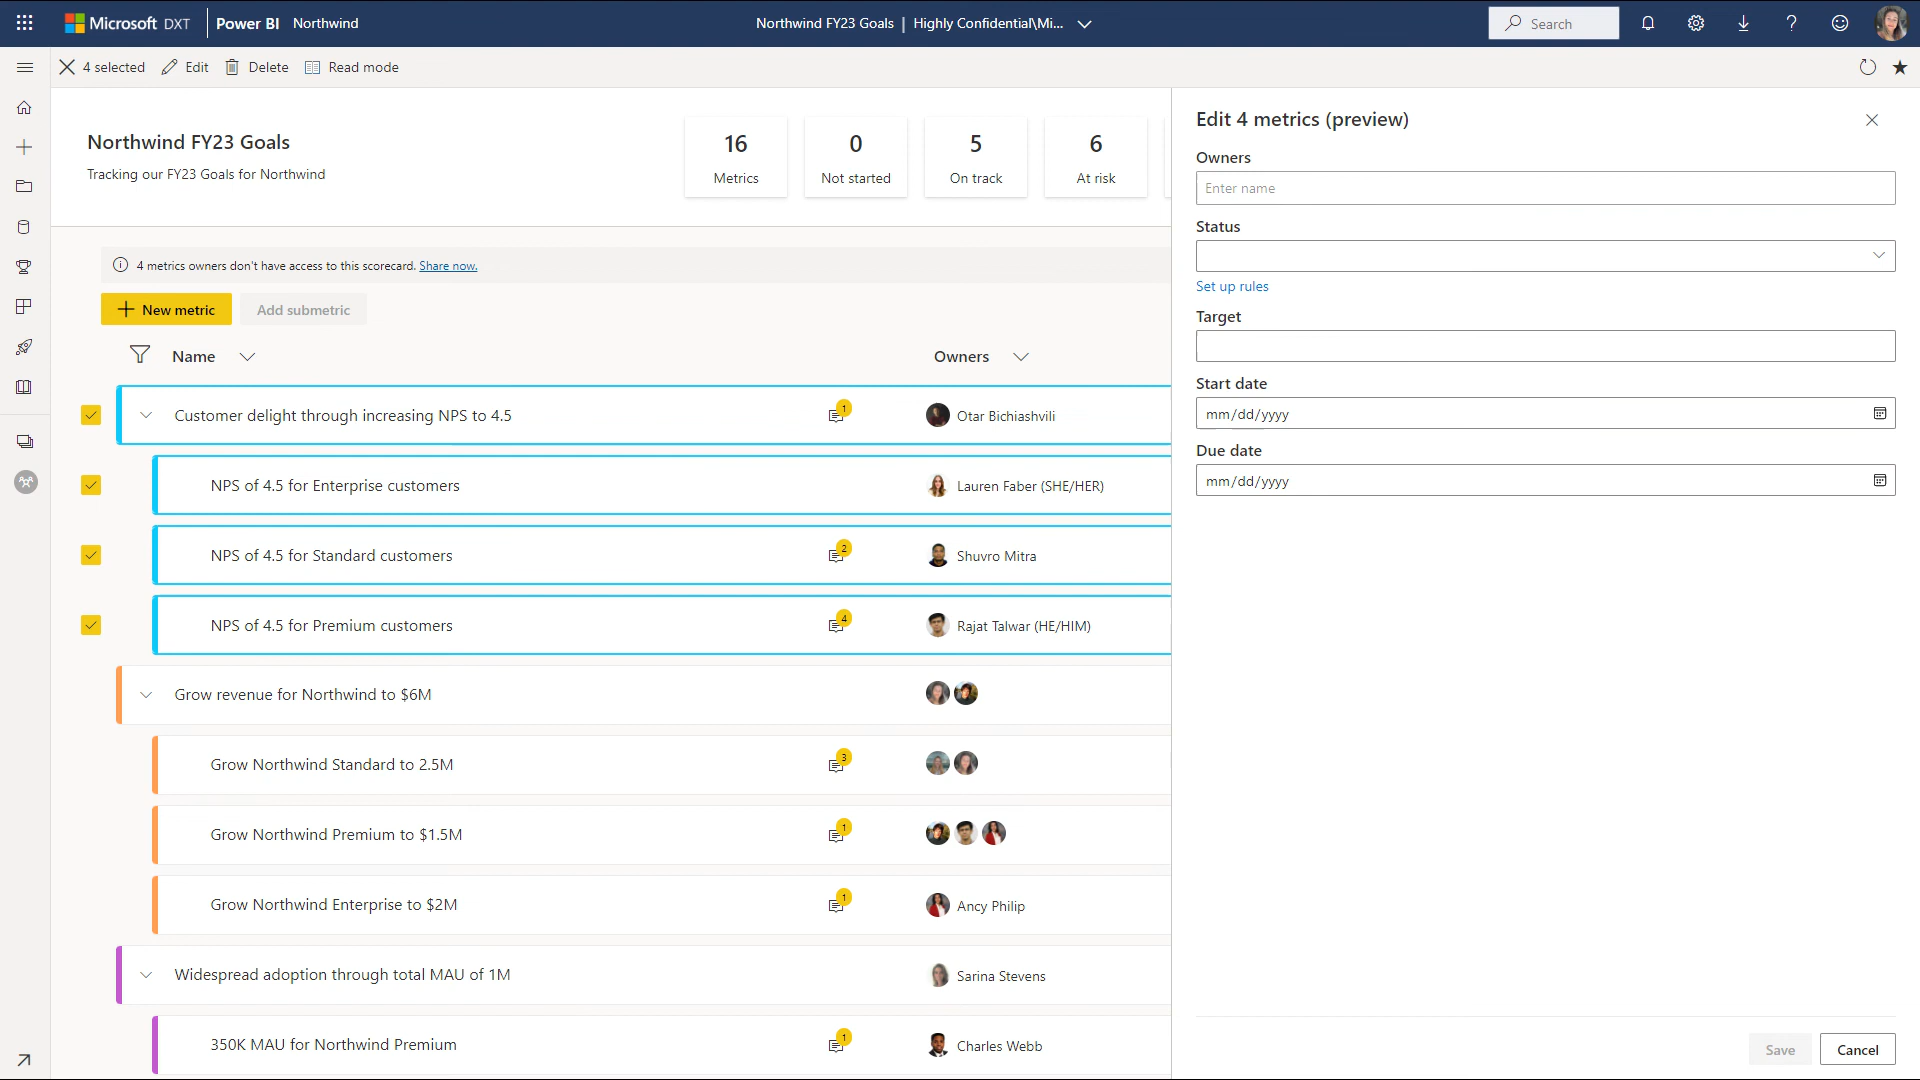 Microsoft DXT Power BI Northwind
Northwind FY23 Goals | Highly Confidential\Mi...
Search
4 selected Edit Delete Read mode
Northwind FY23 Goals
Tracking our FY23 Goals for Northwind
16
Metrics
0
Not started
5
On track
6
At risk
4 metrics owners don't have access to this scorecard. Share now.
New metric Add submetric
Name Owners
Customer delight through increasing NPS to 4.5 1 Otar Bichiashvili
NPS of 4.5 for Enterprise customers Lauren Faber (SHE/HER)
NPS of 4.5 for Standard customers 2 Shuvro Mitra
NPS of 4.5 for Premium customers 4 Rajat Talwar (HE/HIM)
Grow revenue for Northwind to $6M
Grow Northwind Standard to 2.5M 3
Grow Northwind Premium to $1.5M 1
Grow Northwind Enterprise to $2M 1 Ancy Philip
Widespread adoption through total MAU of 1M Sarina Stevens
350K MAU for Northwind Premium 1 Charles Webb
Edit 4 metrics (preview)
Owners
Enter name
Status
Set up rules
Target
Start date
mm/dd/yyyy
Due date
mm/dd/yyyy
Save Cancel